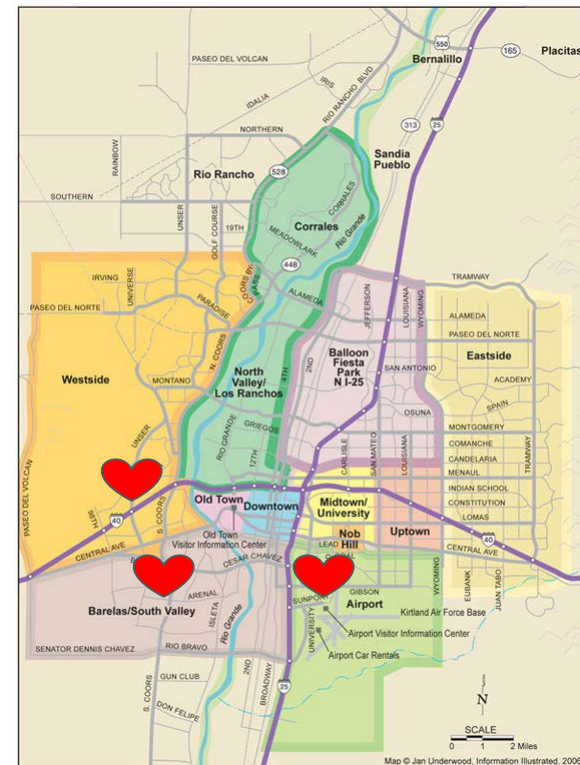 550
165
Placitas
Bernalillo
PASEO DEL VOLCAN
IRIS
IDALIA
RIO RANCHO BLVD
313
25
NORTHERN
RAINBOW
528
Sandia
Pueblo
Rio Rancho
SOUTHERN
UNSER
GOLF COURSE
19TH
Corrales
CORRALES
MEADOWLARK
Rio Grande
448
COORS BY
PASS
ALAMEDA
TRAMWAY
IRVING
UNIVERSE
PASEO DEL NORTE
PARADISE
N. COORS
JEFFERSON
LOUISIANA
WYOMING
ALAMEDA
PASEO DEL NORTE
2ND
Balloon
Fiesta
Park
N I-25
Eastside
SAN ANTONIO
ACADEMY
Westside
MONTANO
North
Valley/
Los Ranchos
4TH
SPAIN
OSUNA
UNSER
RIO GRANDE
GRIEGOS
12TH
CARLISLE
SAN MATEO
LOUISIANA
MONTGOMERY
COMANCHE
CANDELARIA
MENAUL
TRAMWAY
PASEO DEL VOLCAN
98TH
40
S. COORS
Old Town
Downtown
Midtown/
University
INDIAN SCHOOL
CONSTITUTION
LOMAS
Old Town
Visitor Information Center
LEAD
Nob
Hill
Uptown
40
CENTRAL AVE
CENTRAL AVE
CESAR CHAVEZ
GIBSON
WYOMING
EUBANK
JUAN TABO
ARENAL
ISLETA
Rio Grande
SUNPORT
Airport
Barelas/South Valley
Kirtland Air Force Base
UNIVERSITY
Airport Visitor Information Center
SENATOR DENNIS CHAVEZ
RIO BRAVO
Airport Car Rentals
GUN CLUB
2ND
BROADWAY
25
S. COORS
DON FELIPE
N
SCALE
0 1 2 Miles
Map © Jan Underwood, Information Illustrated, 2006